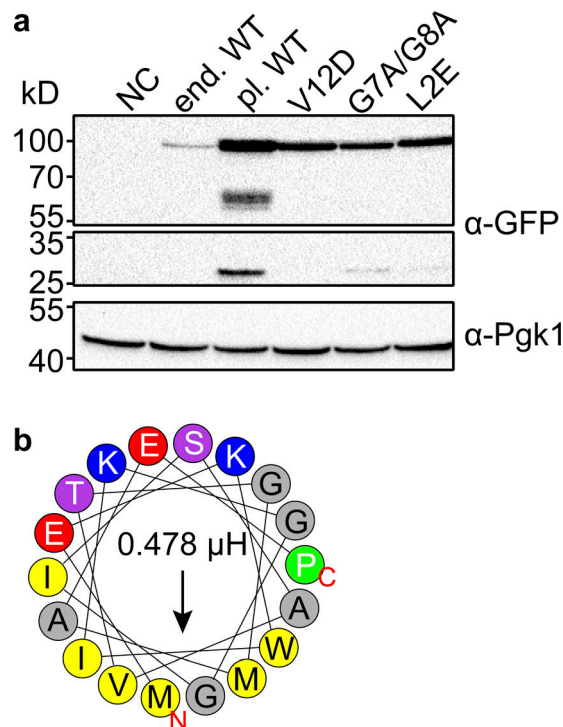 a
kD
NC
end. WT
pl. WT
V12D
G7A/G8A
L2E
100
70
55
α-GFP
35
25
55
α-Pgk1
40
b
E
S
K
K
T
G
G
E
0.478 µH
P
C
I
A
A
W
I
M
V
M
G
N